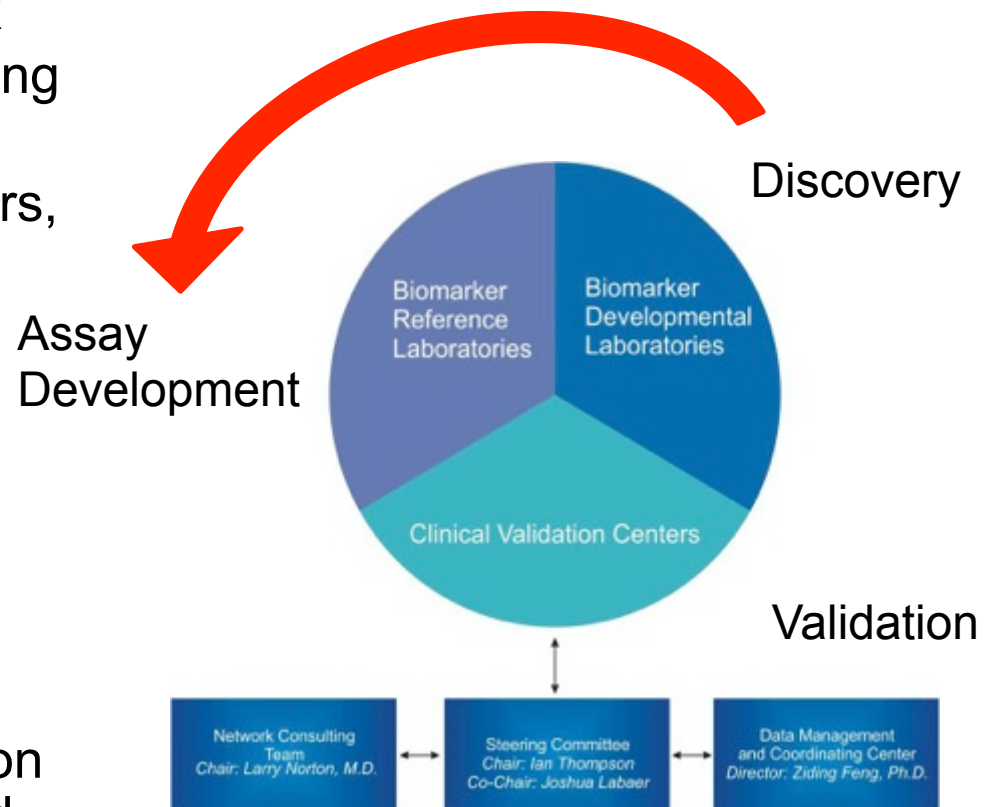 ng
rs,
Discovery
Biomarker
Reference
Laboratories
Biomarker
Developmental
Laboratories
Assay
Development
Clinical Validation Centers
Validation
Network Consulting
Team
Chair: Larry Norton, M.D.
Steering Committee
Chair: Ian Thompson
Co-Chair: Joshua Labaer
Data Management
and Coordinating Center
Director: Ziding Feng, Ph.D.
on